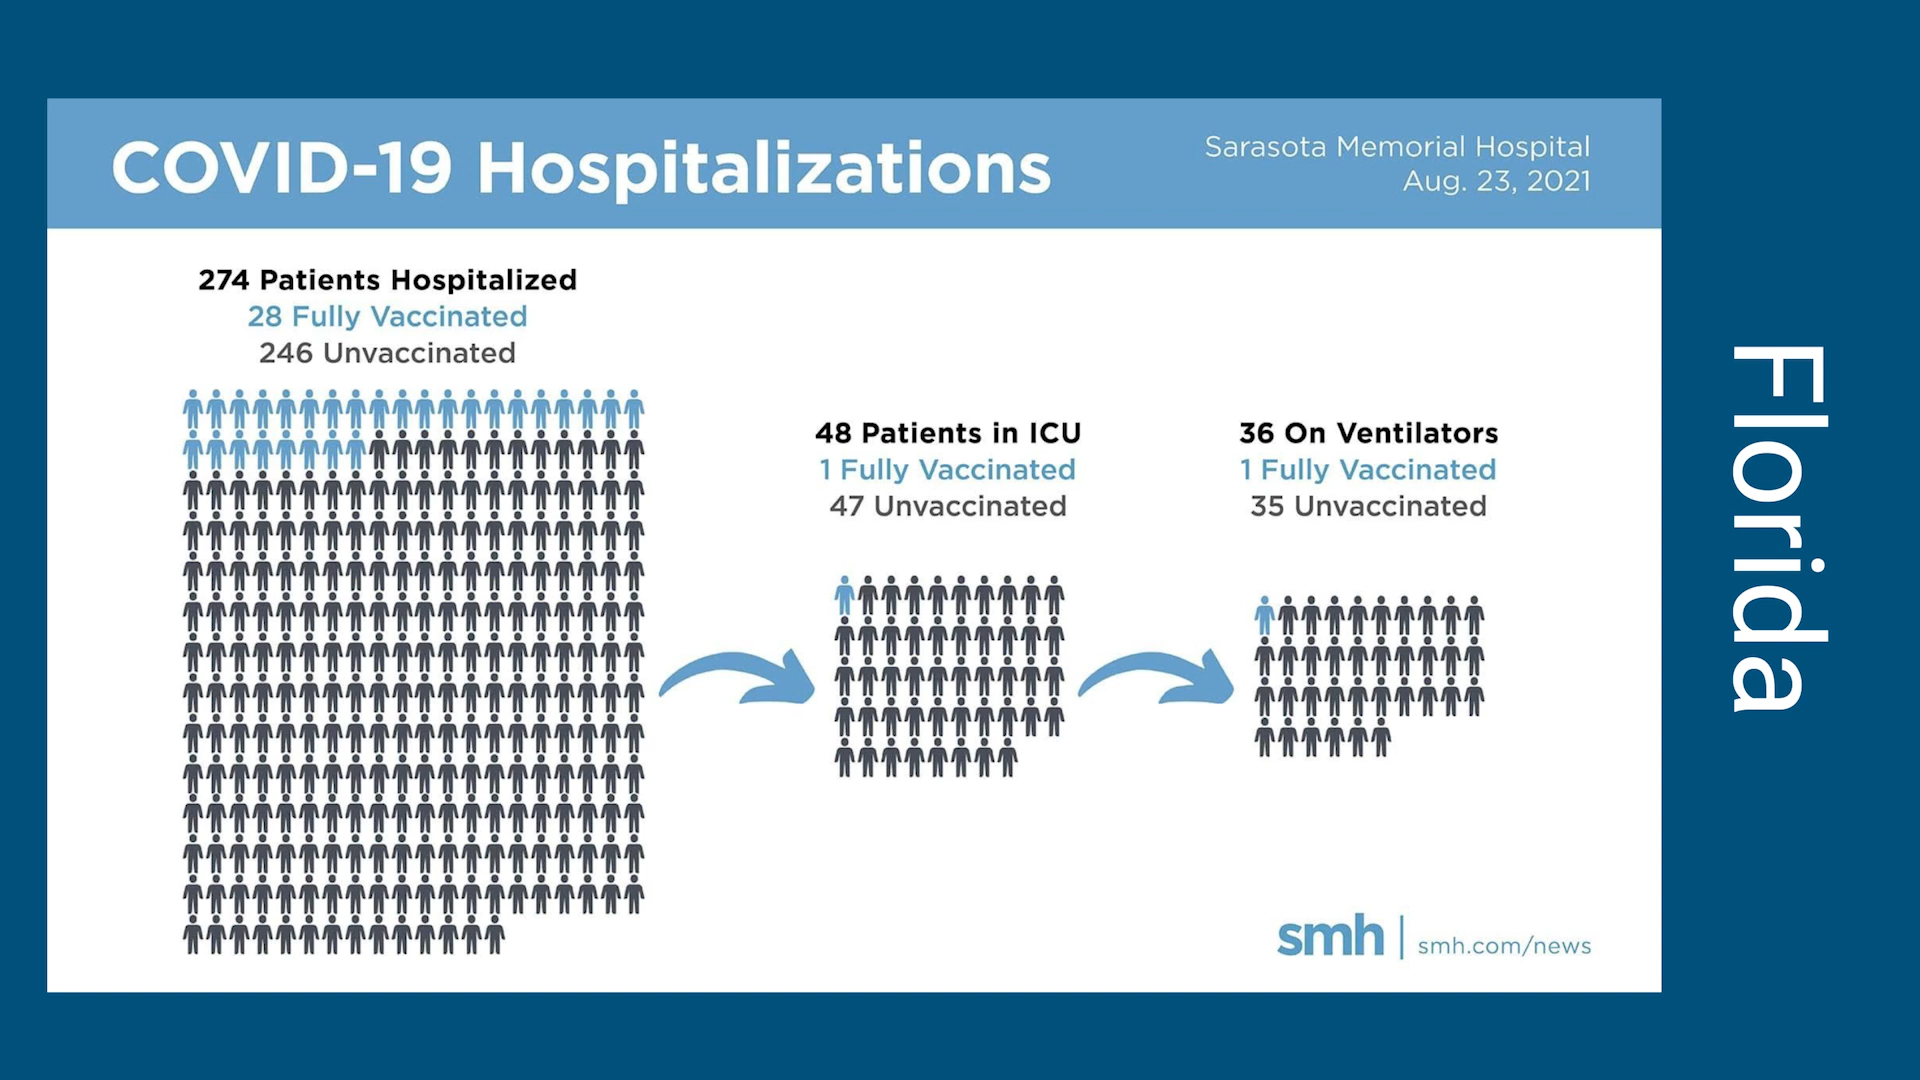 COVID-19 Hospitalizations
Sarasota Memorial Hospital
Aug. 23, 2021
274 Patients Hospitalized
28 Fully Vaccinated
246 Unvaccinated
48 Patients in ICU
1 Fully Vaccinated
47 Unvaccinated
36 On Ventilators
1 Fully Vaccinated
35 Unvaccinated
smh | smh.com/news
Florida